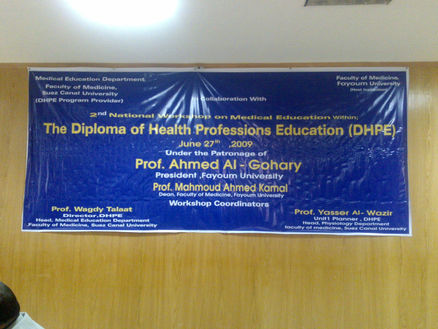 Medical Education Department
Faculty of Medicine,
Suez Canal University
(DHPE Program Provider)
Faculty of Medicine,
Fayoum University
(Host Institution)
Collaboration With
2nd National Workshop on Medical Education Within;
The Diploma of Health Professions Education (DHPE)
June 27th ,2009
Under the Patronage of
Prof. Ahmed Al - Gohary
President ,Fayoum University
Prof. Mahmoud Ahmed Kamal
Dean, Faculty of Medicine, Fayoum University
Workshop Coordinators
Prof. Wagdy Talaat
Director,DHPE
Head, Medical Education Department
Faculty of Medicine, Suez Canal University
Prof. Yasser Al- Wazir
Unit1 Planner , DHPE
Head, Physiology Department
faculty of medicine, Suez Canal University